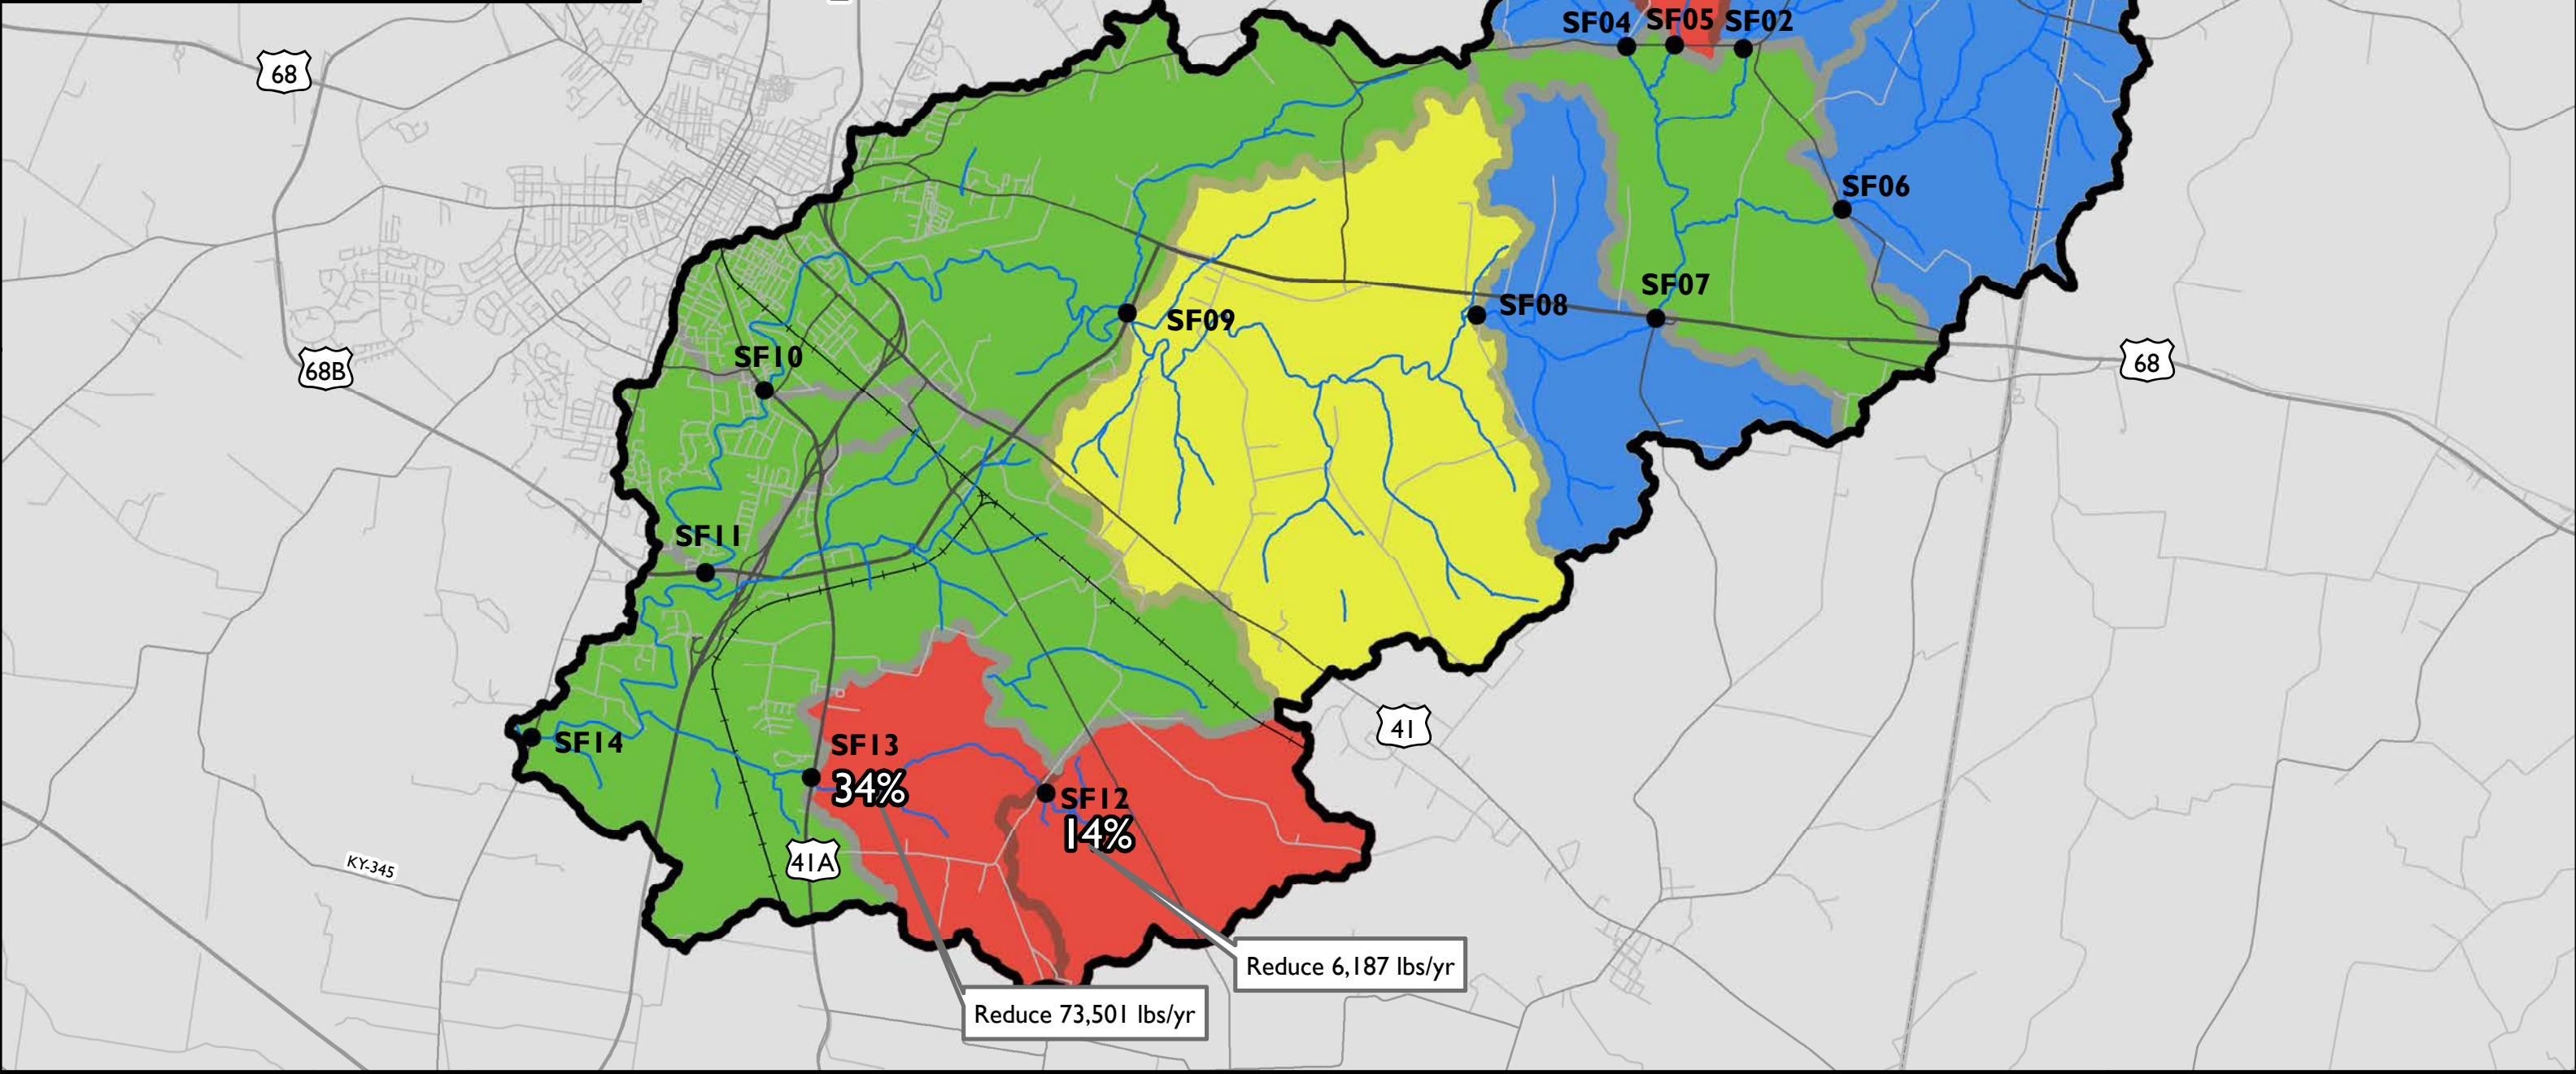 SF04 SF05 SF02
68
SF06
SF07
SF08
SF09
SF10
68B
68
SF11
41
SF14
SF13
34%
SF12
14%
41A
KY-345
Reduce 6,187 lbs/yr
Reduce 73,501 lbs/yr